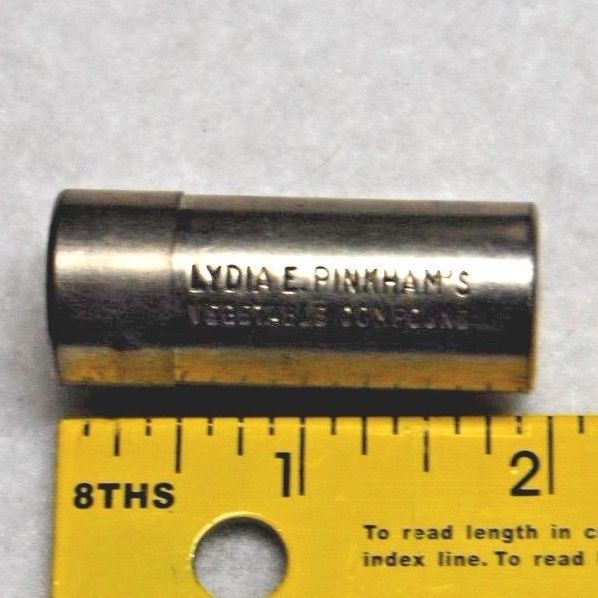 LYDIA E. PINKHAM'S
VEGETABLE COMPOUND
1
2
8THS
To read length in
index line. To read